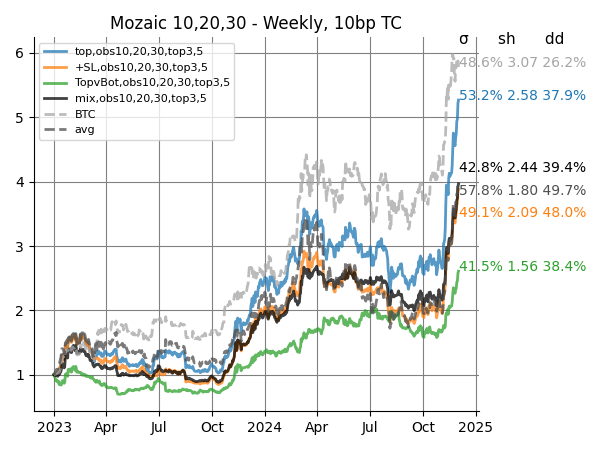 Mozaic 10,20,30 - Weekly, 10bp TC
σ sh dd
top,obs10,20,30,top3,5
+SL,obs10,20,30,top3,5
TopvBot,obs10,20,30,top3,5
mix,obs10,20,30,top3,5
BTC
avg
48.6% 3.07 26.2%
53.2% 2.58 37.9%
42.8% 2.44 39.4%
57.8% 1.80 49.7%
49.1% 2.09 48.0%
41.5% 1.56 38.4%
6
5
4
3
2
1
2023 Apr Jul Oct 2024 Apr Jul Oct 2025